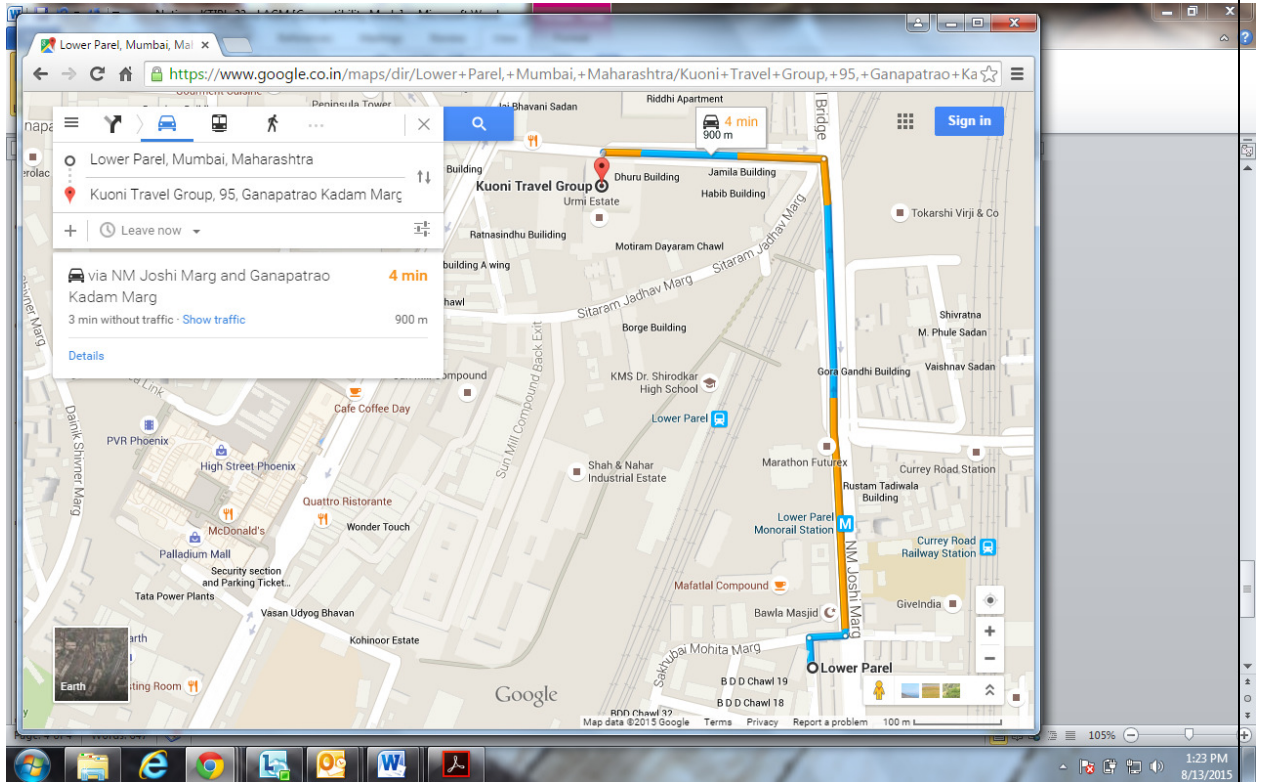 Lower Parel, Mumbai, Mal
https://www.google.co.in/maps/dir/Lower+Parel,+Mumbai,+Maharashtra/Kuoni+Travel+Group,+95,+Ganapatrao+Ka
Lower Parel, Mumbai, Maharashtra
Kuoni Travel Group, 95, Ganapatrao Kadam Marg
Leave now
via NM Joshi Marg and Ganapatrao
Kadam Marg
4 min
3 min without traffic · Show traffic
900 m
Details
Sign in
4 min
900 m
Peninsula Tower
Jai Bhavani Sadan
Riddhi Apartment
Bridge
Building
Kuoni Travel Group
Urmi Estate
Dhuru Building
Jamila Building
Habib Building
Tokarshi Virji & Co
Ratnasindhu Builiding
Motiram Dayaram Chawl
building A wing
Sitaram Jadhav Marg
Sitaram Jadhav Marg
Borge Building
Shivratna
M. Phule Sadan
KMS Dr. Shirodkar
High School
Gora Gandhi Building
Vaishnav Sadan
Cafe Coffee Day
Lower Parel
Sun Mill Compound Back Exit
Dainik Shivner Marg
PVR Phoenix
High Street Phoenix
Shah & Nahar
Industrial Estate
Marathon Futurex
Currey Road Station
Rustam Tadiwala
Building
Quattro Ristorante
Wonder Touch
McDonald's
Lower Parel
Monorail Station
M
Currey Road
Railway Station
Palladium Mall
Security section
and Parking Ticket...
Tata Power Plants
NM Joshi Marg
Mafatlal Compound
GiveIndia
Vasan Udyog Bhavan
Bawla Masjid
Kohinoor Estate
Sakhubai Mohita Marg
Lower Parel
B D D Chawl 19
B D D Chawl 18
BDD Chawl 32
Earth
Google
Map data ©2015 Google Terms Privacy Report a problem 100 m
105%
1:23 PM
8/13/2015